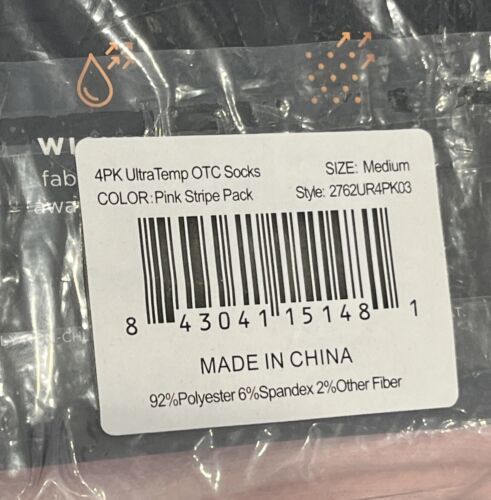 4PK UltraTemp OTC Socks
SIZE: Medium
COLOR: Pink Stripe Pack
Style: 2762UR4PK03
8 43041 15148 1
MADE IN CHINA
92%Polyester 6%Spandex 2%Other Fiber